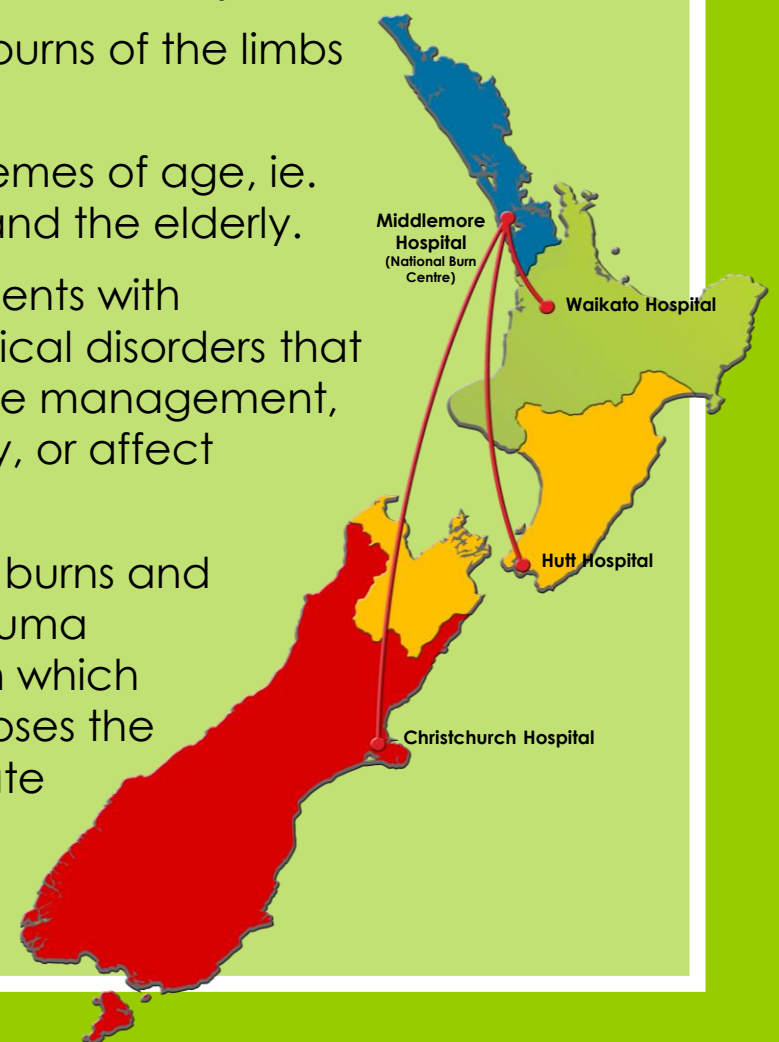 burns of the limbs
emes of age, ie.
and the elderly.
ents with
ical disorders that
e management,
y, or affect
burns and
uma
n which
oses the
ate
Middlemore
Hospital
(National Burn
Centre)
Waikato Hospital
Hutt Hospital
Christchurch Hospital